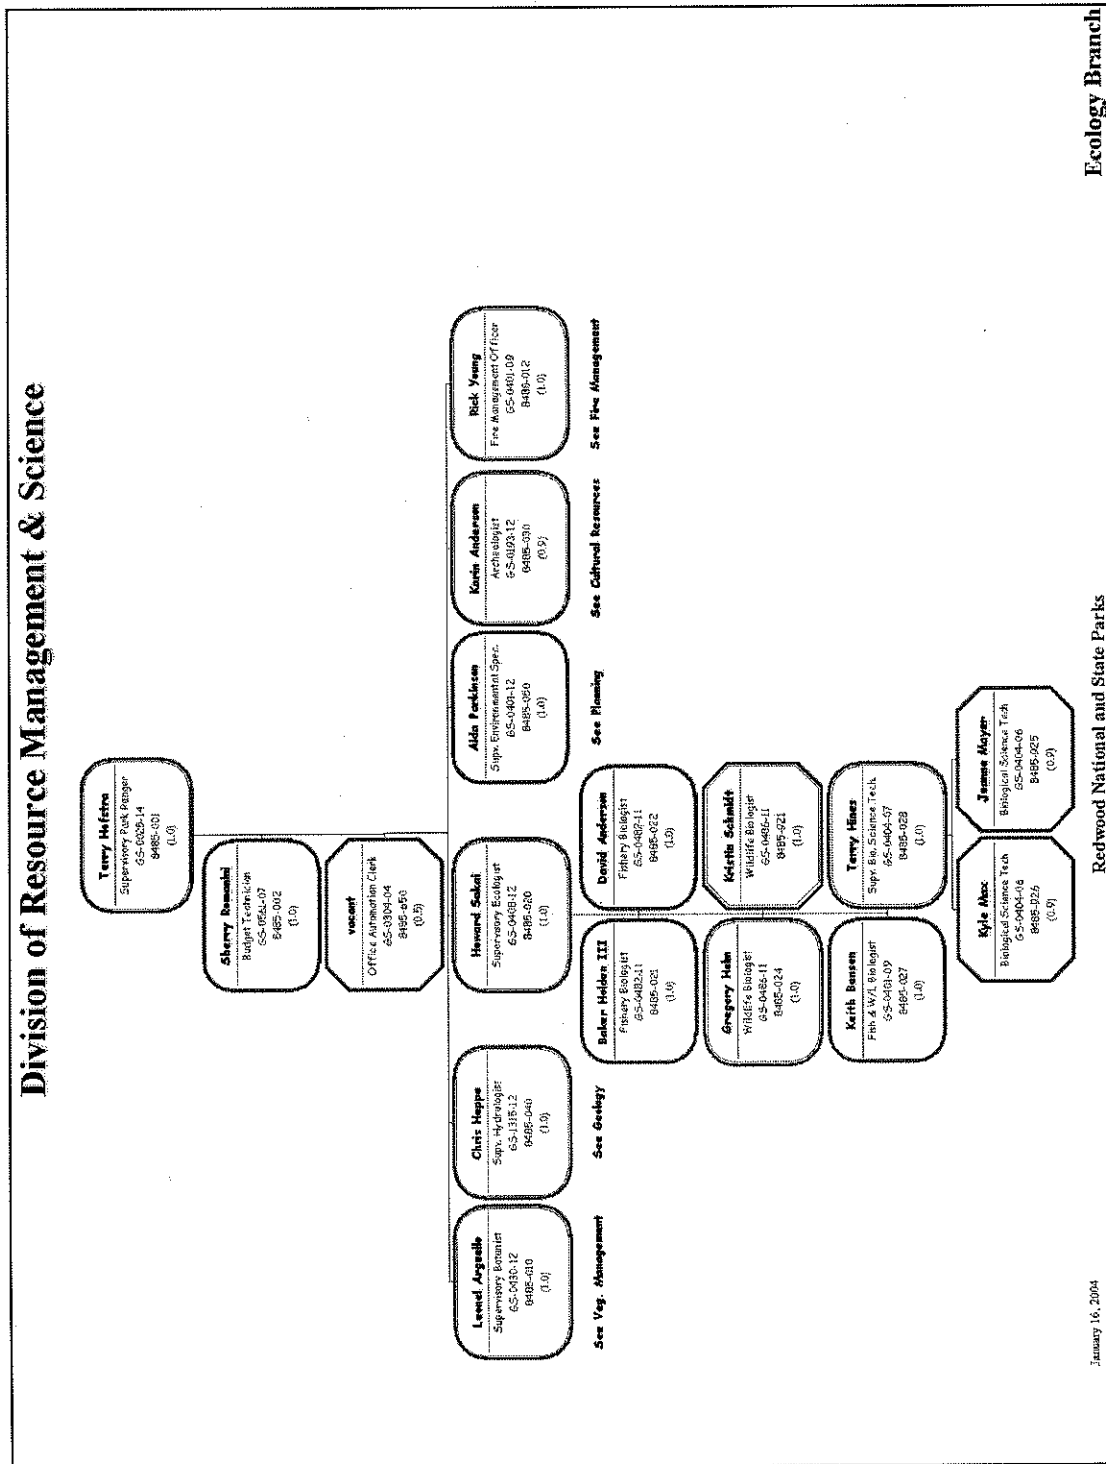 Division of Resource Management & Science
Terry Hofstra
Supervisory Park Ranger
GS-0025-14
8485-001
(1.0)
Sherry
Budget Technician
GS-0561-07
8485-002
(1.0)
vacant
Office Automation Clerk
GS-0304-04
8485-050
(0.5)
Leonel Arguello
Supervisory Botanist
GS-0430-12
8485-010
(1.0)
See Veg. Management
Chris Heppe
Supv. Hydrologist
GS-1315-12
8485-040
(1.0)
See Geology
Howard Sakai
Supervisory Ecologist
GS-0408-12
8485-020
(1.0)
Aida Parkinson
Supv. Environmental Spec.
GS-0401-12
8485-050
(1.0)
See Planning
Karin Anderson
Archeologist
GS-0193-12
8485-030
(0.9)
See Cultural Resources
Rick Young
Fire Management Officer
GS-0401-09
8485-012
(1.0)
See Fire Management
Baker Holden III
Fishery Biologist
GS-0482-11
8485-021
(1.0)
David Anderson
Fishery Biologist
GS-0482-11
8485-022
(1.0)
Gregory Holm
Wildlife Biologist
GS-0486-11
8485-024
(1.0)
Kristin Schmidt
Wildlife Biologist
GS-0486-11
8485-021
(1.0)
Keith Bensen
Fish & W/L Biologist
GS-0401-09
8485-027
(1.0)
Terry Hines
Supv. Bio. Science Tech.
GS-0404-07
8485-028
(1.0)
Kyle Max
Biological Science Tech
GS-0404-06
8485-026
(0.9)
Jeanne Mayer
Biological Science Tech
GS-0404-06
8485-025
(0.9)
January 16, 2004
Redwood National and State Parks
Ecology Branch